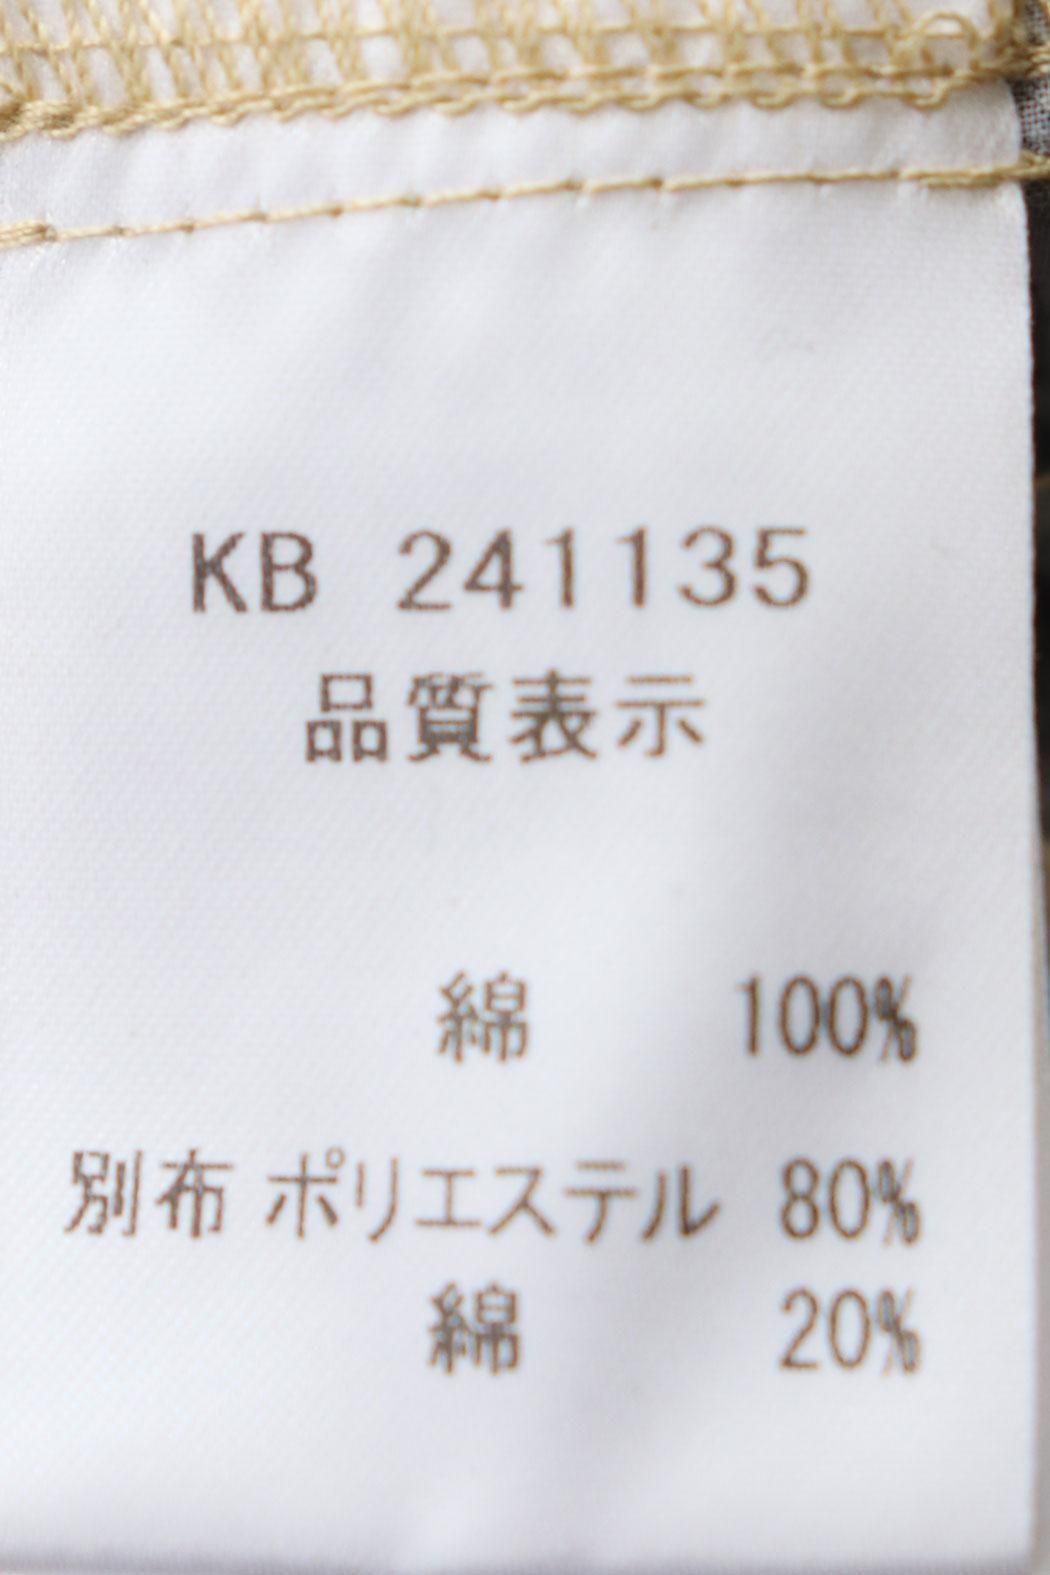 KB 241135
品質表示
綿 100%
別布 ポリエステル 80%
綿 20%